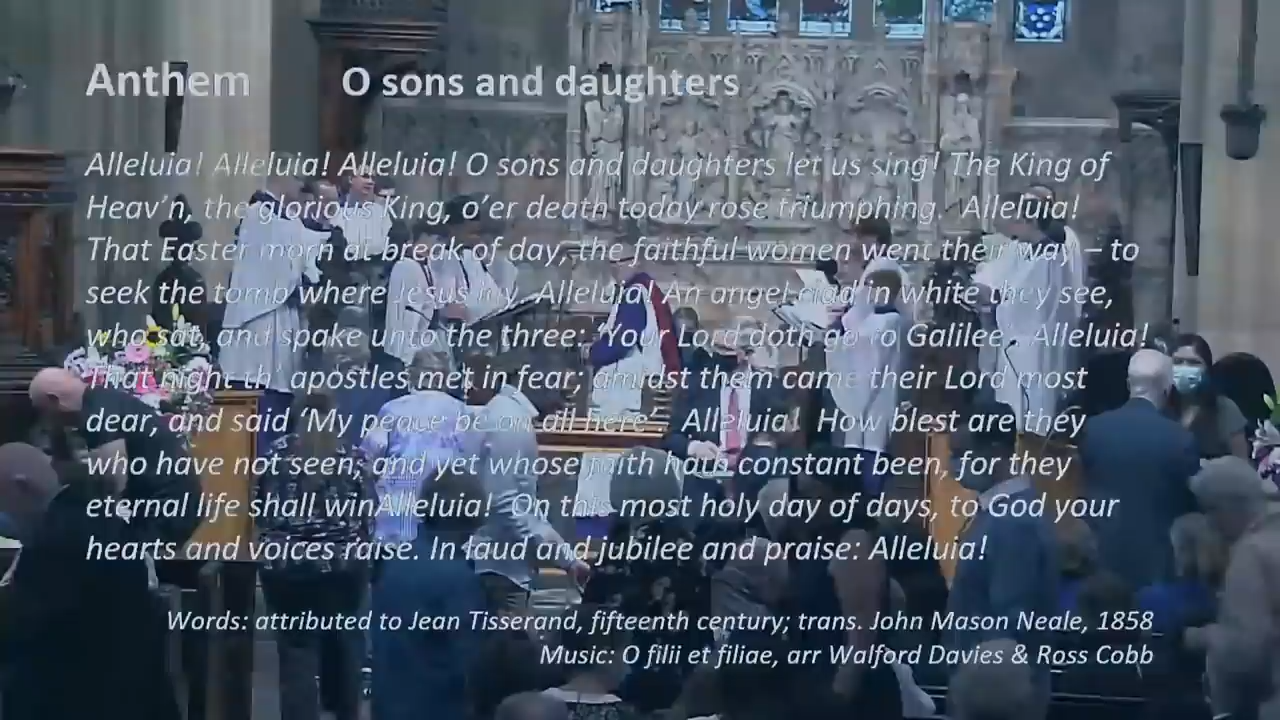 Anthem O sons and daughters
Alleluia! Alleluia! Alleluia! O sons and daughters let us sing! The King of
Heav’n, the glorious King, o’er death today rose triumphing. Alleluia!
That Easter morn at break of day, the faithful women went their way – to
seek the tomb where Jesus lay. Alleluia! An angel clad in white they see,
who sat, and spake unto the three: ‘Your Lord doth go to Galilee’. Alleluia!
That night th’ apostles met in fear; amidst them came their Lord most
dear, and said ‘My peace be on all here’. Alleluia! How blest are they
who have not seen; and yet whose faith hath constant been, for they
eternal life shall winAlleluia! On this most holy day of days, to God your
hearts and voices raise. In laud and jubilee and praise: Alleluia!
Words: attributed to Jean Tisserand, fifteenth century; trans. John Mason Neale, 1858
Music: O filii et filiae, arr Walford Davies & Ross Cobb